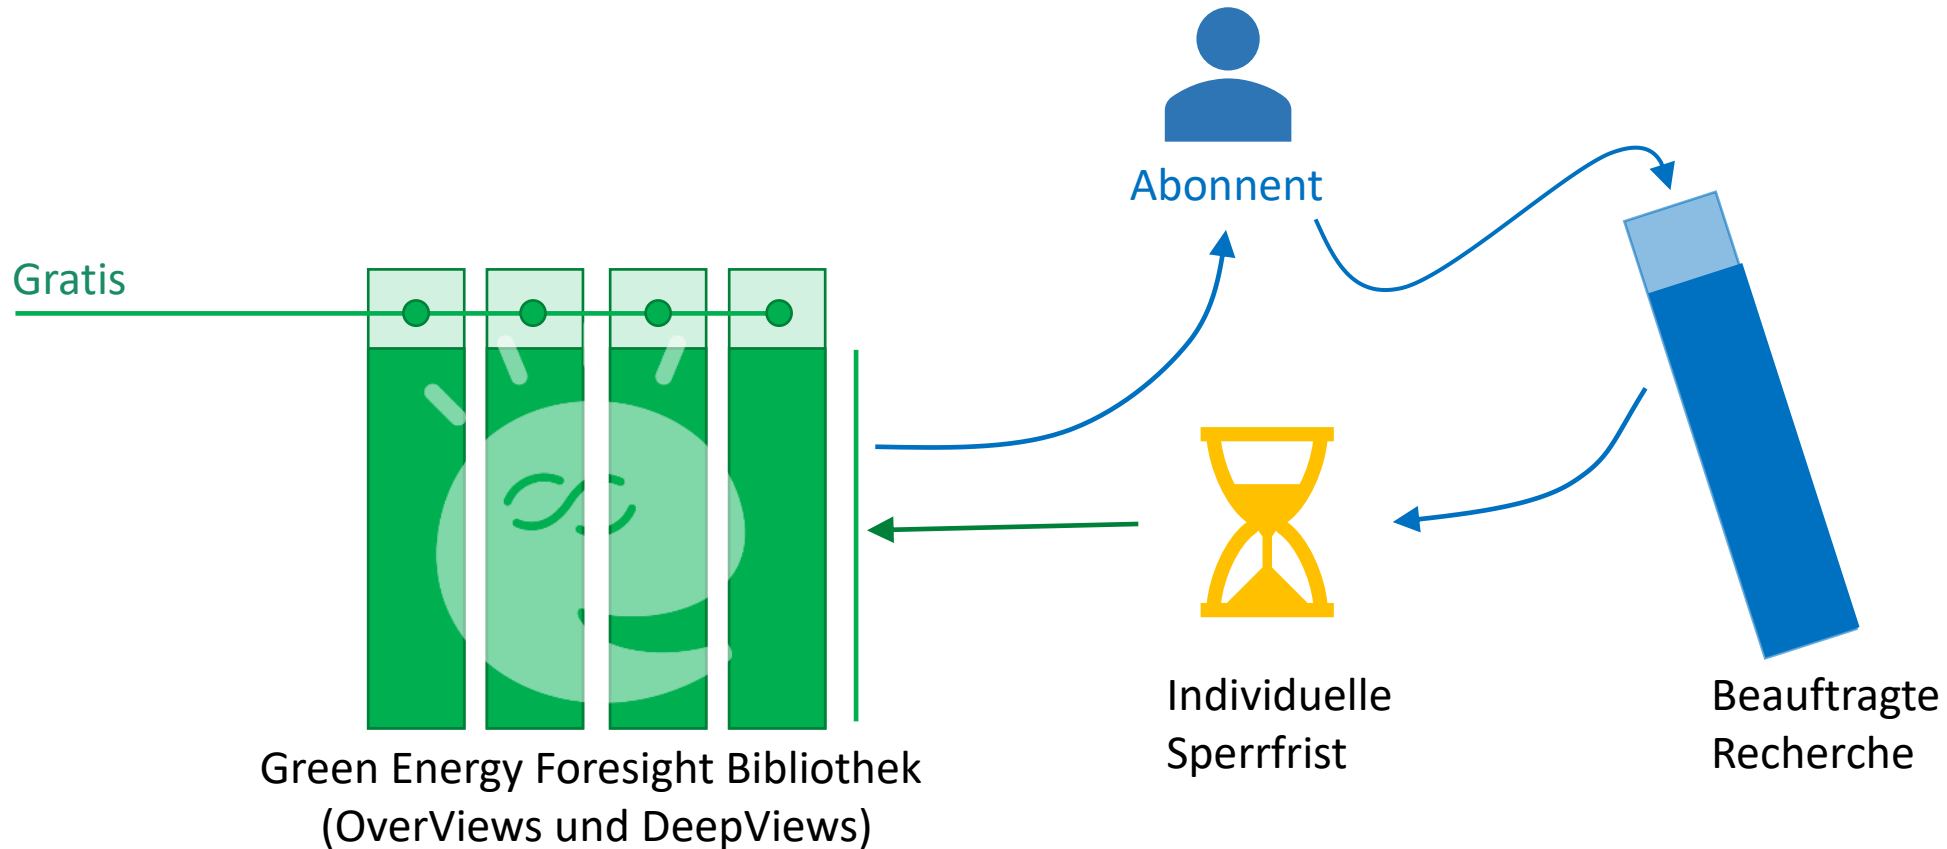 Abonnent
Gratis
Individuelle
Sperrfrist
Beauftragte
Recherche
Green Energy Foresight Bibliothek
(OverViews und DeepViews)